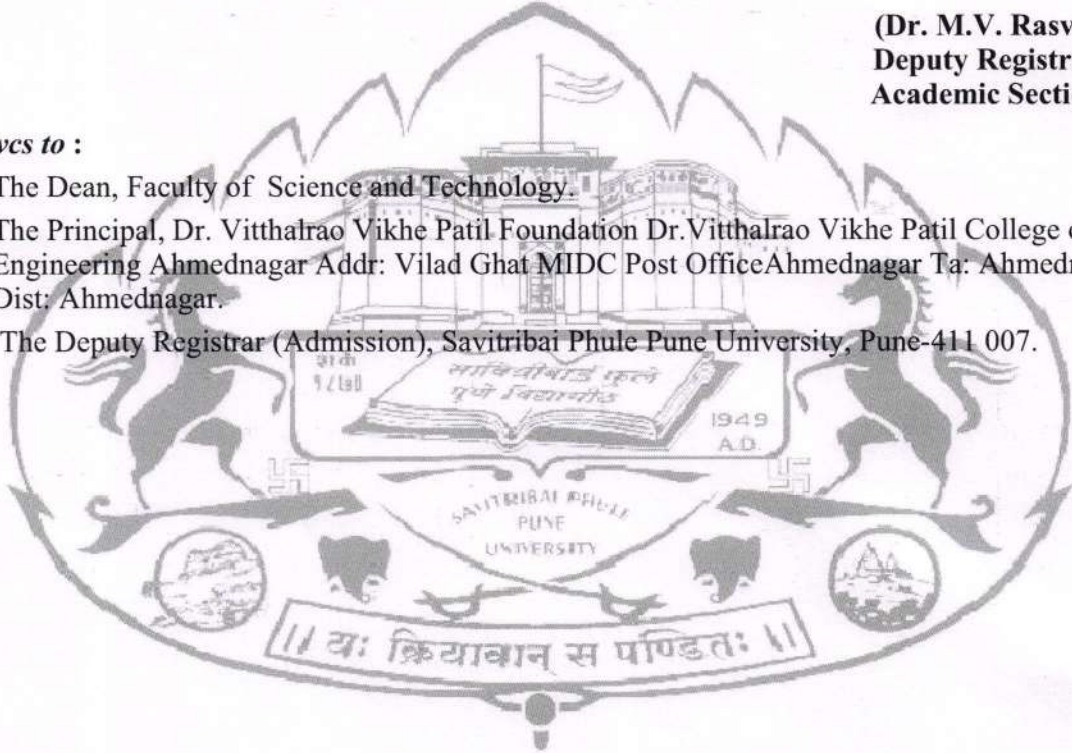 (Dr. M.V. Rasv
Deputy Registr
Academic Secti
to :
The Dean, Faculty of Science and Technology.
The Principal, Dr. Vitthalrao Vikhe Patil Foundation Dr.Vitthalrao Vikhe Patil College
Engineering Ahmednagar Addr: Vilad Ghat MIDC Post OfficeAhmednagar Ta:
Dist: Ahmednagar.
The Deputy Registrar (Admission), Savitribai Phule Pune University, Pune-411 007.
सावित्रीबाई फुले
पुणे विद्यापीठ
1949
A.D.
SAVITRIBAI PHULE
PUNE
UNIVERSITY
॥ यः क्रियावान् स पण्डितः ॥